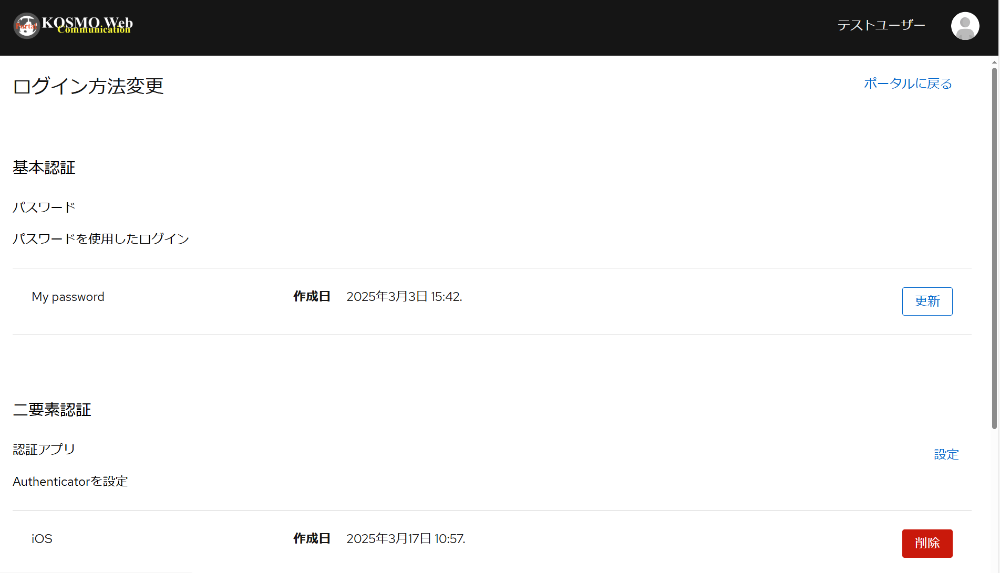 Portal KOSMO Web
Communication
テストユーザー
ログイン方法変更
ポータルに戻る
基本認証
パスワード
パスワードを使用したログイン
My password 作成日 2025年3月3日 15:42. 更新
二要素認証
認証アプリ
設定
Authenticatorを設定
iOS 作成日 2025年3月17日 10:57. 削除